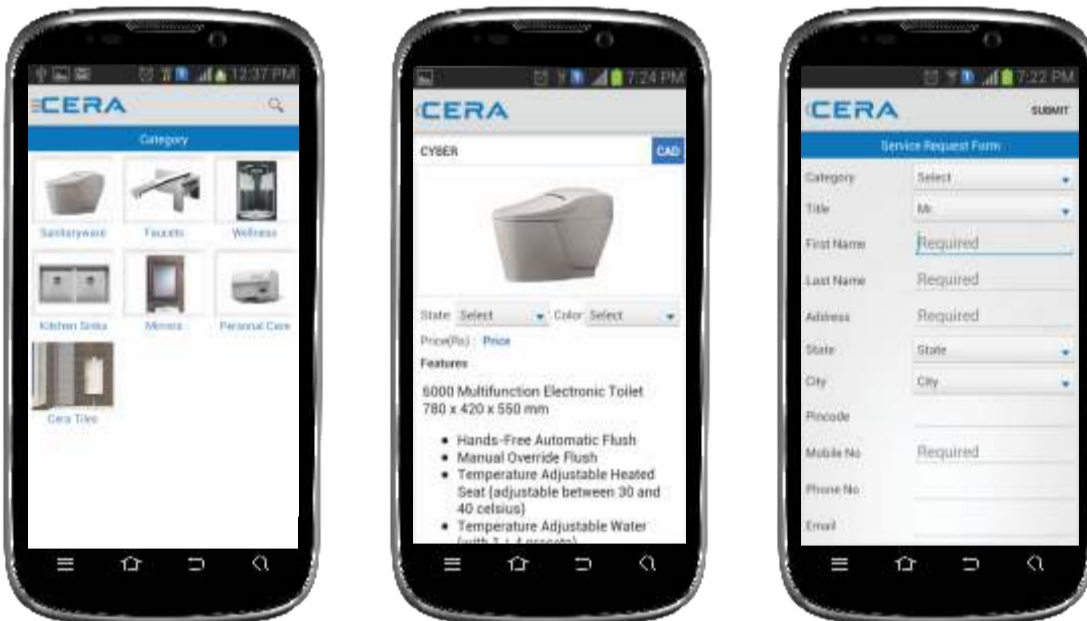 12:37 PM
CERA
Category
Sanitaryware
Faucets
Wellness
Kitchen Sinks
Mirrors
Personal Care
Cera Tiles
7:24 PM
CERA
CYBER
CAD
State Select Color Select
Price(Rs) : Price
Features
6000 Multifunction Electronic Toilet
780 x 420 x 550 mm
Hands-Free Automatic Flush
Manual Override Flush
Temperature Adjustable Heated
Seat (adjustable between 30 and
40 celsius)
Temperature Adjustable Water
7:22 PM
CERA SUBMIT
Service Request Form
Category Select
Title Mr.
First Name Required
Last Name Required
Address Required
State State
City City
Pincode
Mobile No Required
Phone No
Email